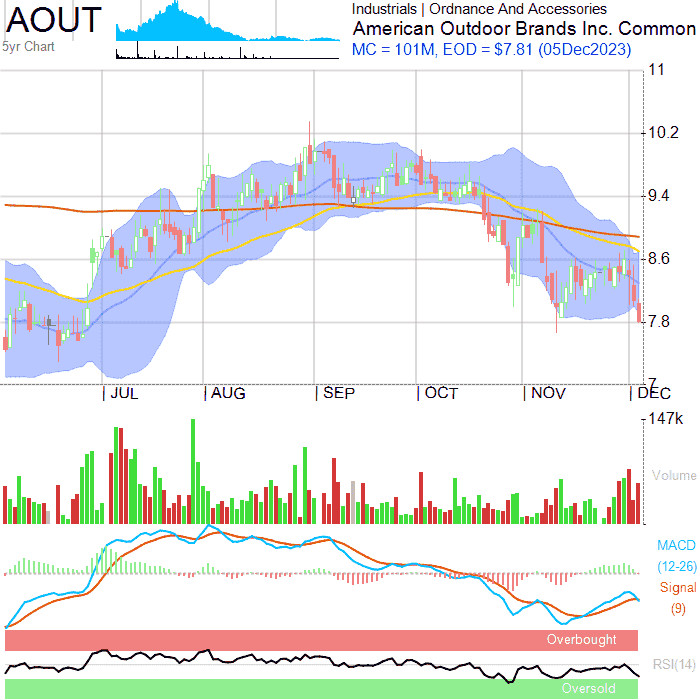 AOUT
5yr Chart
Industrials | Ordnance And Accessories
American Outdoor Brands Inc. Common
MC = 101M, EOD = $7.81 (05Dec2023)
11
10.2
9.4
8.6
7.8
7
JUL
AUG
SEP
OCT
NOV
DEC
147k
Volume
MACD
(12-26)
Signal
(9)
Overbought
RSI(14)
Oversold